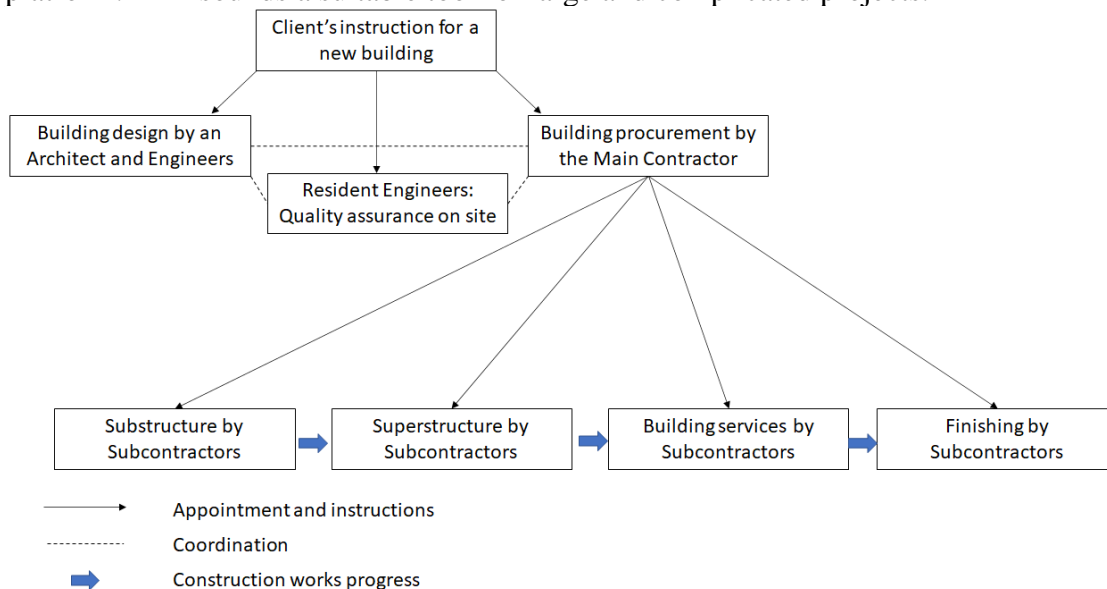 Client's instruction for a
new building
Building design by an
Architect and Engineers
Building procurement by
the Main Contractor
Resident Engineers:
Quality assurance on site
Substructure by
Subcontractors
Superstructure by
Subcontractors
Building services by
Subcontractors
Finishing by
Subcontractors
Appointment and instructions
Coordination
Construction works progress